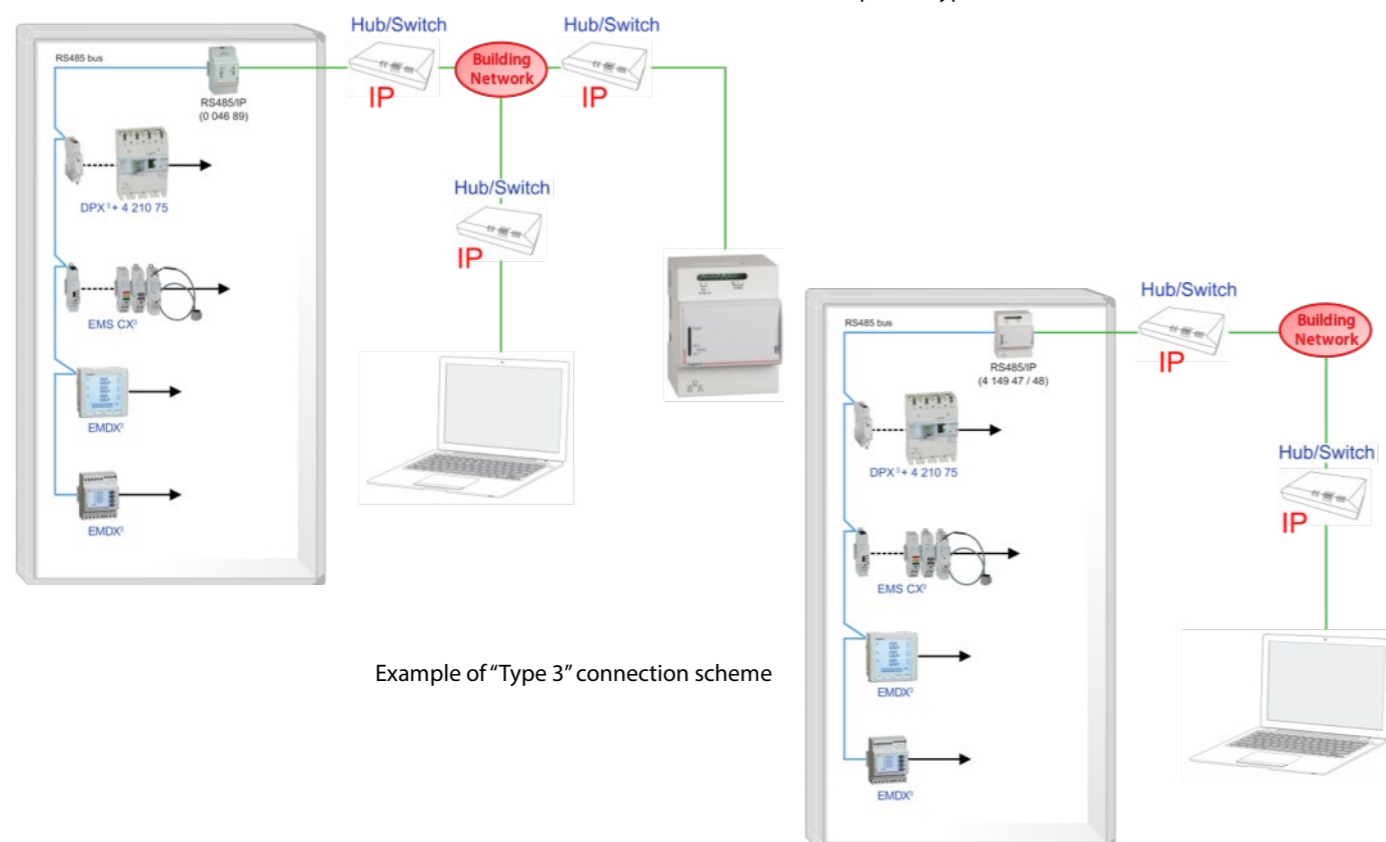 Hub/Switch
Hub/Switch
RS485 bus
Building
Network
IP
IP
RS485/IP
(0 046 89)
DPX³+ 4 210 75
Hub/Switch
IP
EMS CX³
EMDX³
EMDX³
Hub/Switch
RS485 bus
Building
Network
IP
RS485/IP
(4 149 47 / 48)
DPX³+ 4 210 75
Hub/Switch
IP
EMS CX³
EMDX³
EMDX³
Example of “Type 3” connection scheme